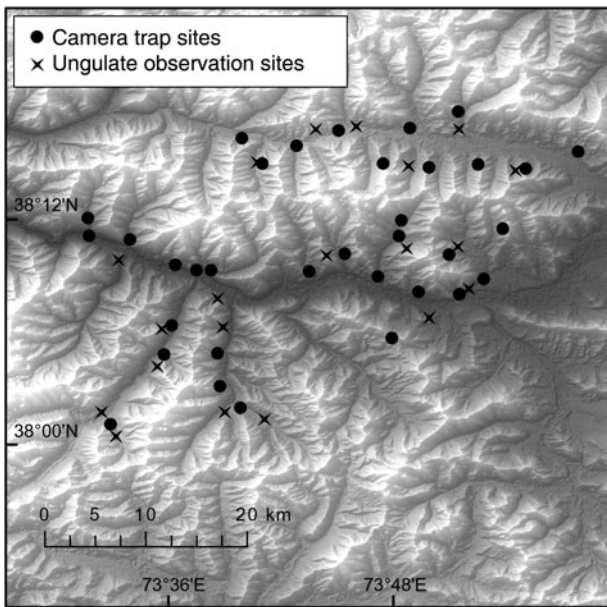 Camera trap sites
Ungulate observation sites
38°12'N
38°00'N
0 5 10 20 km
73°36'E 73°48'E